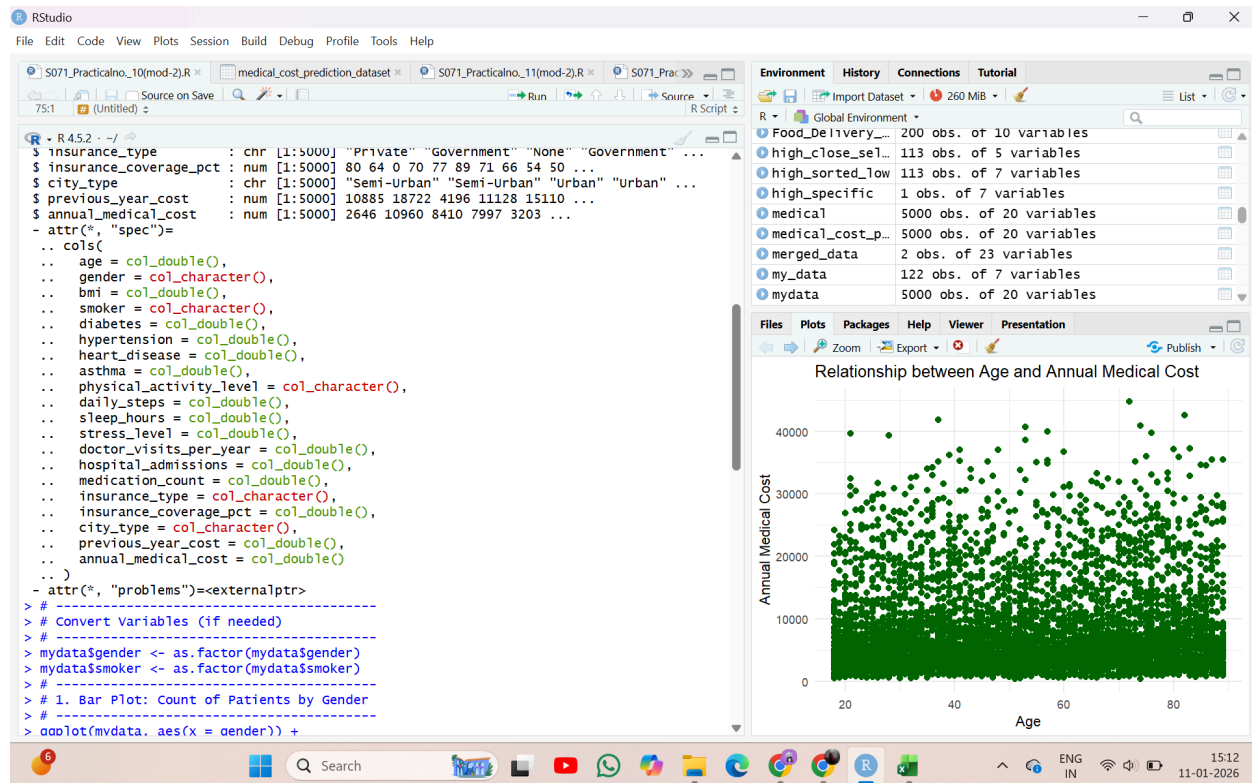 RStudio
File Edit Code View Plots Session Build Debug Profile Tools Help
S071_Practicalno._10(mod-2).R × medical_cost_prediction_dataset × S071_Practicalno._11(mod-2).R × S071_Prac
Source on Save Run Source
75:1 (Untitled) R Script
R 4.5.2 · ~/
$ insurance_type : chr [1:5000] "Private" "Government" "None" "Government" ...
$ insurance_coverage_pct : num [1:5000] 80 64 0 70 77 89 71 66 54 50 ...
$ city_type : chr [1:5000] "Semi-Urban" "Semi-Urban" "Urban" "Urban" ...
$ previous_year_cost : num [1:5000] 10885 18722 4196 11128 15110 ...
$ annual_medical_cost : num [1:5000] 2646 10960 8410 7997 3203 ...
- attr(*, "spec")=
.. cols(
.. age = col_double(),
.. gender = col_character(),
.. bmi = col_double(),
.. smoker = col_character(),
.. diabetes = col_double(),
.. hypertension = col_double(),
.. heart_disease = col_double(),
.. asthma = col_double(),
.. physical_activity_level = col_character(),
.. daily_steps = col_double(),
.. sleep_hours = col_double(),
.. stress_level = col_double(),
.. doctor_visits_per_year = col_double(),
.. hospital_admissions = col_double(),
.. medication_count = col_double(),
.. insurance_type = col_character(),
.. insurance_coverage_pct = col_double(),
.. city_type = col_character(),
.. previous_year_cost = col_double(),
.. annual_medical_cost = col_double()
.. )
- attr(*, "problems")=<externalptr>
> # ----------------------------------------
> # Convert Variables (if needed)
> # ----------------------------------------
> mydata$gender <- as.factor(mydata$gender)
> mydata$smoker <- as.factor(mydata$smoker)
> # ----------------------------------------
> # 1. Bar Plot: Count of Patients by Gender
> # ----------------------------------------
> ggplot(mydata, aes(x = gender)) +
Environment History Connections Tutorial
Import Dataset 260 MiB List
R Global Environment
Food_Delivery_… 200 obs. of 10 variables
high_close_sel… 113 obs. of 5 variables
high_sorted_low 113 obs. of 7 variables
high_specific 1 obs. of 7 variables
medical 5000 obs. of 20 variables
medical_cost_p… 5000 obs. of 20 variables
merged_data 2 obs. of 23 variables
my_data 122 obs. of 7 variables
mydata 5000 obs. of 20 variables
Files Plots Packages Help Viewer Presentation
Zoom Export Publish
Relationship between Age and Annual Medical Cost
Annual Medical Cost
40000
30000
20000
10000
0
20 40 60 80
Age
6
Search
R
ENG
IN
15:12
11-01-2026